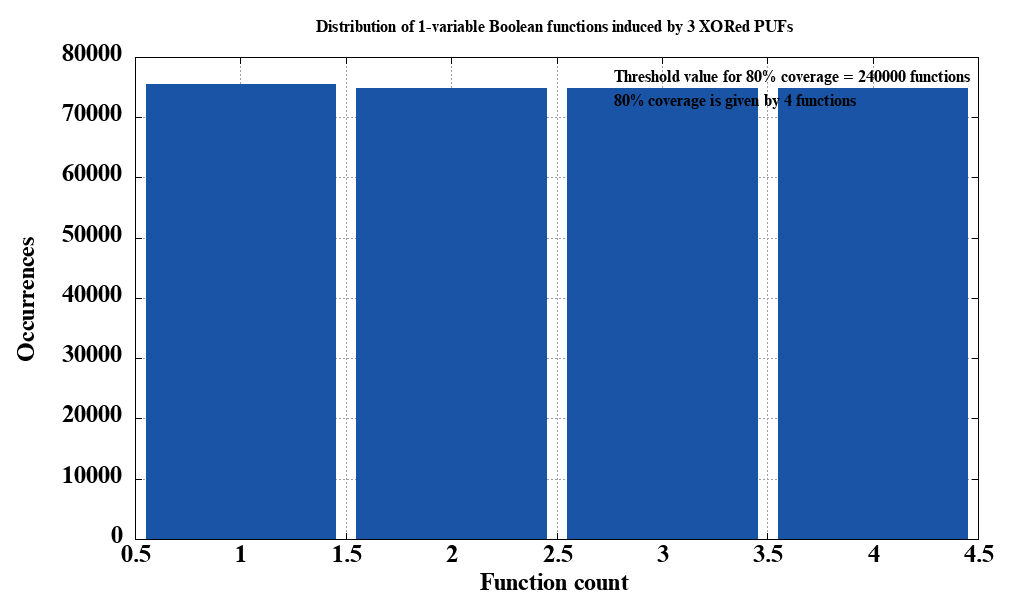 Distribution of 1-variable Boolean functions induced by 3 XORed PUFs
Threshold value for 80% coverage = 240000 functions
80% coverage is given by 4 functions
80000
70000
60000
50000
40000
30000
20000
10000
0
Occurrences
0.5 1 1.5 2 2.5 3 3.5 4 4.5
Function count